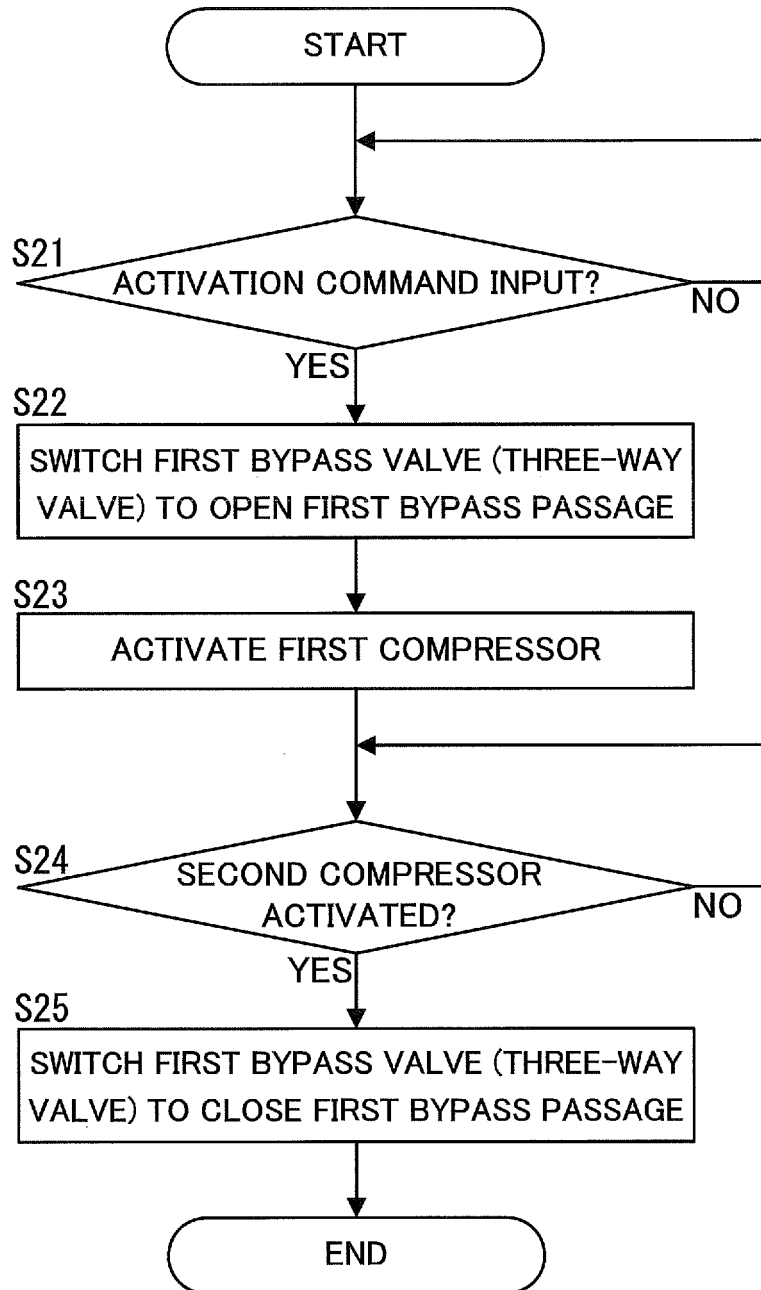 START
S21
ACTIVATION COMMAND INPUT?
NO
YES
S22
SWITCH FIRST BYPASS VALVE (THREE-WAY
VALVE) TO OPEN FIRST BYPASS PASSAGE
S23
ACTIVATE FIRST COMPRESSOR
S24
SECOND COMPRESSOR
ACTIVATED?
NO
YES
S25
SWITCH FIRST BYPASS VALVE (THREE-WAY
VALVE) TO CLOSE FIRST BYPASS PASSAGE
END